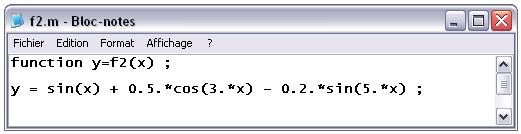 f2.m - Bloc-notes
Fichier Edition Format Affichage ?
function y=f2(x) ;
y = sin(x) + 0.5.*cos(3.*x) - 0.2.*sin(5.*x) ;